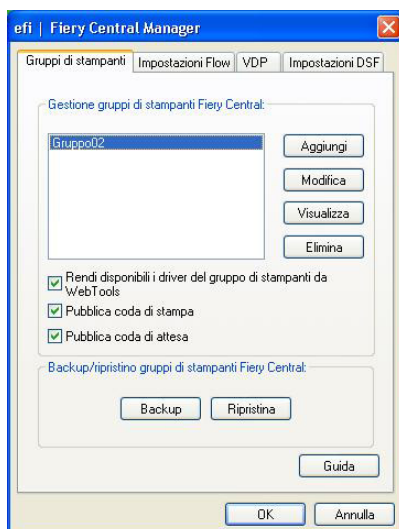 efi | Fiery Central Manager
Gruppi di stampanti
Impostazioni Flow
VDP
Impostazioni DSF
Gestione gruppi di stampanti Fiery Central:
Gruppo02
Aggiungi
Modifica
Visualizza
Elimina
Rendi disponibili i driver del gruppo di stampanti da
WebTools
Pubblica coda di stampa
Pubblica coda di attesa
Backup/ripristino gruppi di stampanti Fiery Central:
Backup
Ripristina
Guida
OK
Annulla